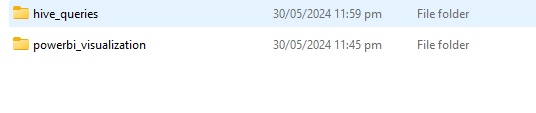 hive_queries 30/05/2024 11:59 pm File folder
powerbi_visualization 30/05/2024 11:45 pm File folder